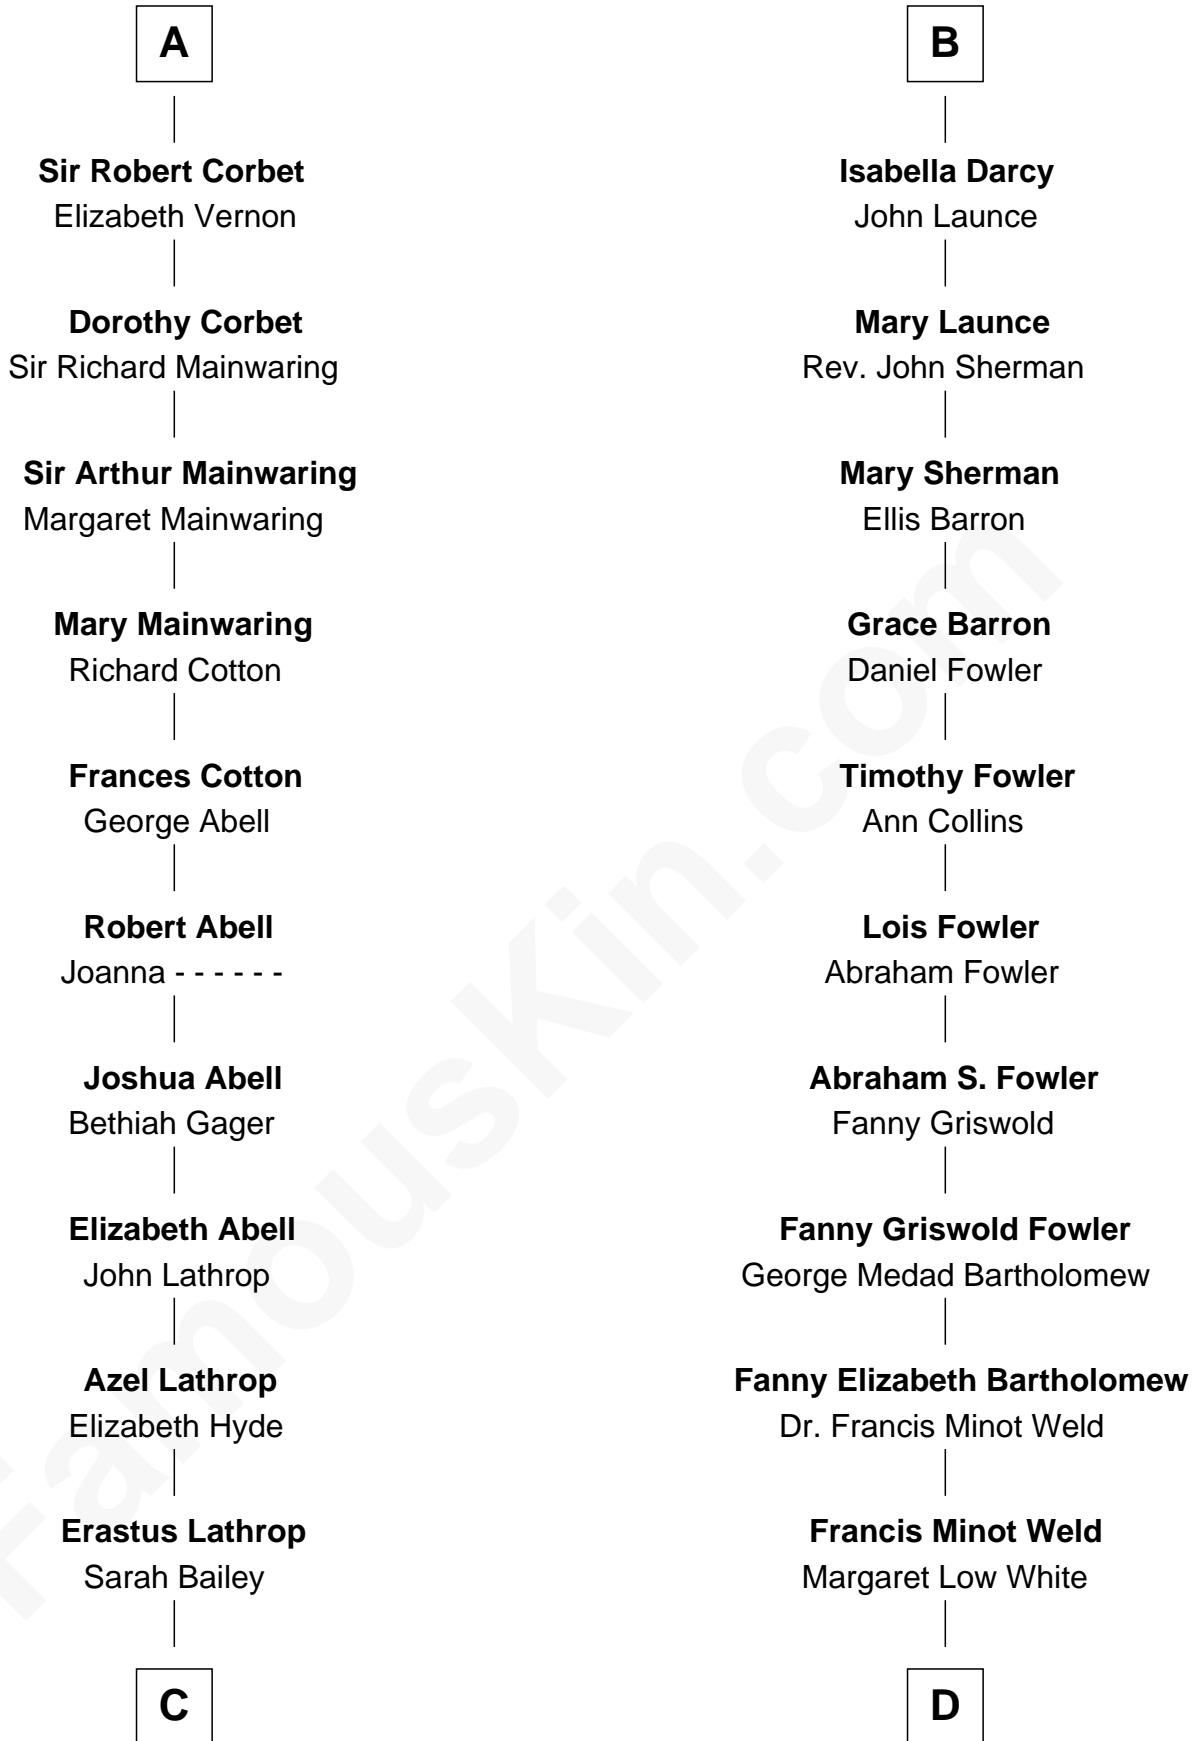 A
Sir Robert Corbet
Elizabeth Vernon
Dorothy Corbet
Sir Richard Mainwaring
Sir Arthur Mainwaring
Margaret Mainwaring
Mary Mainwaring
Richard Cotton
Frances Cotton
George Abell
Robert Abell
Joanna - - - - - -
Joshua Abell
Bethiah Gager
Elizabeth Abell
John Lathrop
Azel Lathrop
Elizabeth Hyde
Erastus Lathrop
Sarah Bailey
C
B
Isabella Darcy
John Launce
Mary Launce
Rev. John Sherman
Mary Sherman
Ellis Barron
Grace Barron
Daniel Fowler
Timothy Fowler
Ann Collins
Lois Fowler
Abraham Fowler
Abraham S. Fowler
Fanny Griswold
Fanny Griswold Fowler
George Medad Bartholomew
Fanny Elizabeth Bartholomew
Dr. Francis Minot Weld
Francis Minot Weld
Margaret Low White
D
FamousKin.com